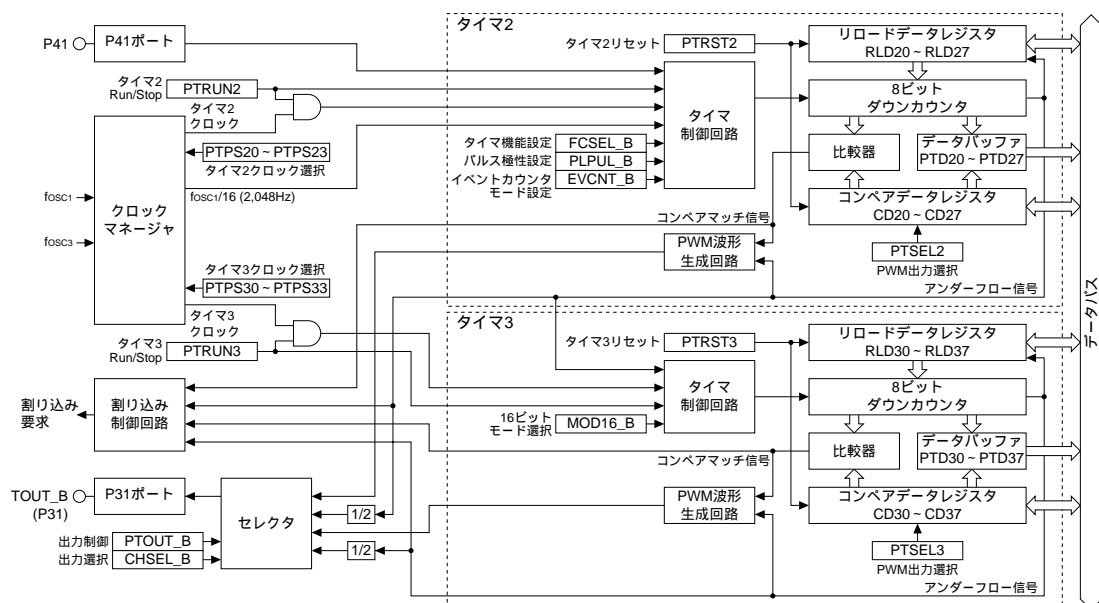 P41
P41ポート
タイマ2
Run/Stop
PTRUN2
タイマ2
クロック
PTPS20 ~ PTPS23
タイマ2クロック選択
fOSC1
fOSC3
クロック
マネージャ
fOSC1/16 (2,048Hz)
タイマ3クロック選択
PTPS30 ~ PTPS33
タイマ3
クロック
タイマ3
Run/Stop
PTRUN3
割り込み
要求
割り込み
制御回路
TOUT_B
(P31)
P31ポート
セレクタ
1/2
1/2
出力制御
PTOUT_B
出力選択
CHSEL_B
タイマ2
タイマ2リセット
PTRST2
タイマ
制御回路
タイマ機能設定
FCSEL_B
パルス極性設定
PLPUL_B
イベントカウンタ
モード設定
EVCNT_B
リロードデータレジスタ
RLD20 ~ RLD27
8ビット
ダウンカウンタ
比較器
データバッファ
PTD20 ~ PTD27
コンペアデータレジスタ
CD20 ~ CD27
コンペアマッチ信号
PWM波形
生成回路
PTSEL2
PWM出力選択
アンダーフロー信号
タイマ3
タイマ3リセット
PTRST3
タイマ
制御回路
16ビット
モード選択
MOD16_B
リロードデータレジスタ
RLD30 ~ RLD37
8ビット
ダウンカウンタ
比較器
データバッファ
PTD30 ~ PTD37
コンペアデータレジスタ
CD30 ~ CD37
コンペアマッチ信号
PWM波形
生成回路
PTSEL3
PWM出力選択
アンダーフロー信号
データバス